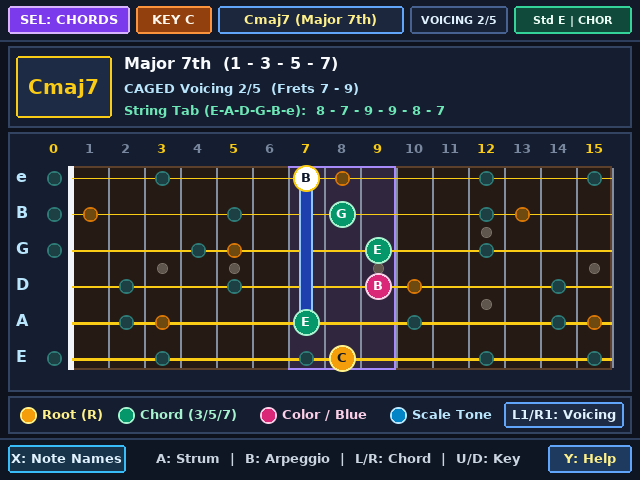 SEL: CHORDS KEY C Cmaj7 (Major 7th) VOICING 2/5 Std E | CHOR
Cmaj7
Major 7th (1 - 3 - 5 - 7)
CAGED Voicing 2/5 (Frets 7 - 9)
String Tab (E-A-D-G-B-e): 8 - 7 - 9 - 9 - 8 - 7
0 1 2 3 4 5 6 7 8 9 10 11 12 13 14 15
e B
B G
G E
D B
A E
E C
Root (R) Chord (3/5/7) Color / Blue Scale Tone L1/R1: Voicing
X: Note Names A: Strum | B: Arpeggio | L/R: Chord | U/D: Key Y: Help